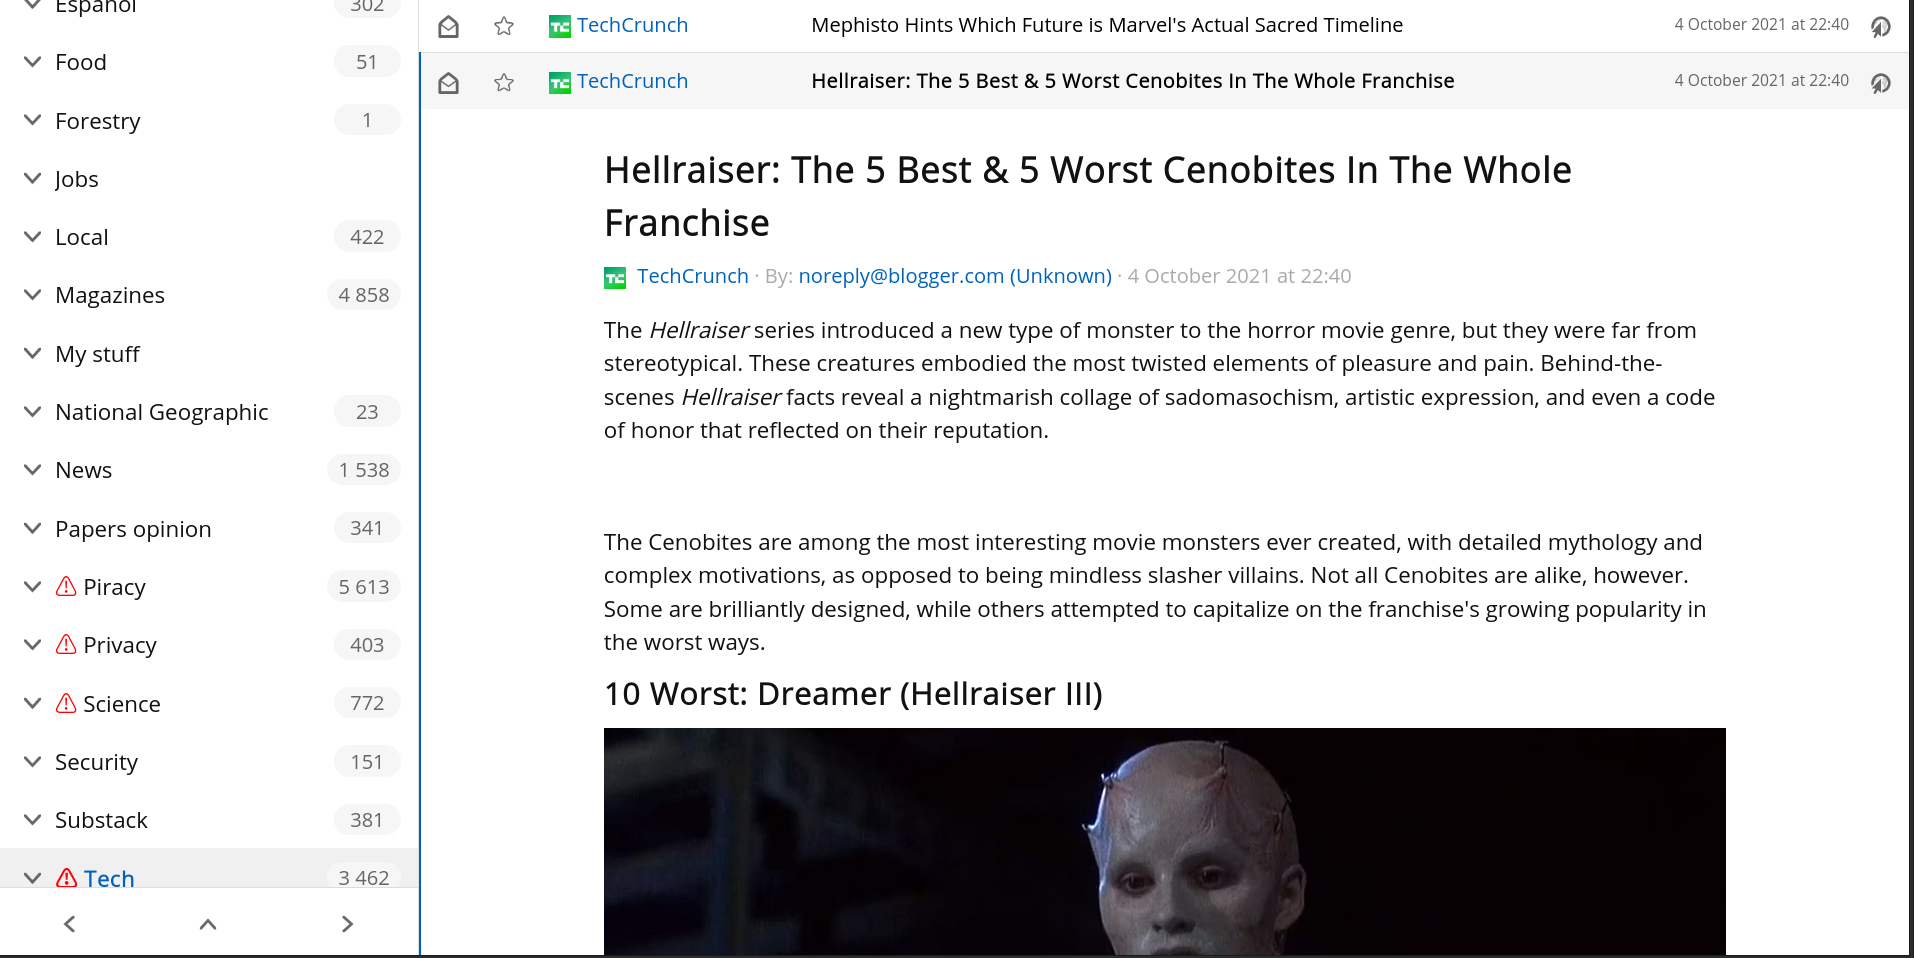 Español 302
Food 51
Forestry 1
Jobs
Local 422
Magazines 4 858
My stuff
National Geographic 23
News 1 538
Papers opinion 341
Piracy 5 613
Privacy 403
Science 772
Security 151
Substack 381
Tech 3 462
TechCrunch Mephisto Hints Which Future is Marvel's Actual Sacred Timeline 4 October 2021 at 22:40
TechCrunch Hellraiser: The 5 Best & 5 Worst Cenobites In The Whole Franchise 4 October 2021 at 22:40
Hellraiser: The 5 Best & 5 Worst Cenobites In The Whole
Franchise
TechCrunch · By: noreply@blogger.com (Unknown) · 4 October 2021 at 22:40
The Hellraiser series introduced a new type of monster to the horror movie genre, but they were far from
stereotypical. These creatures embodied the most twisted elements of pleasure and pain. Behind-the-
scenes Hellraiser facts reveal a nightmarish collage of sadomasochism, artistic expression, and even a code
of honor that reflected on their reputation.
The Cenobites are among the most interesting movie monsters ever created, with detailed mythology and
complex motivations, as opposed to being mindless slasher villains. Not all Cenobites are alike, however.
Some are brilliantly designed, while others attempted to capitalize on the franchise's growing popularity in
the worst ways.
10 Worst: Dreamer (Hellraiser III)